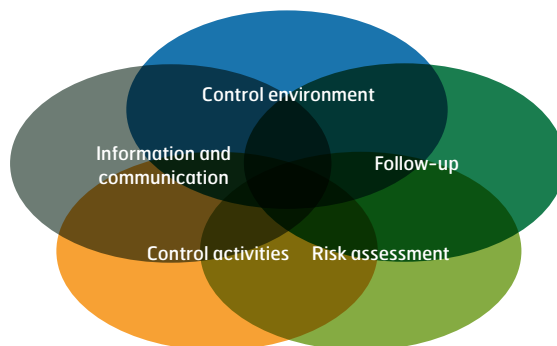 Control environment
Information and
communication
Follow-up
Control activities
Risk assessment